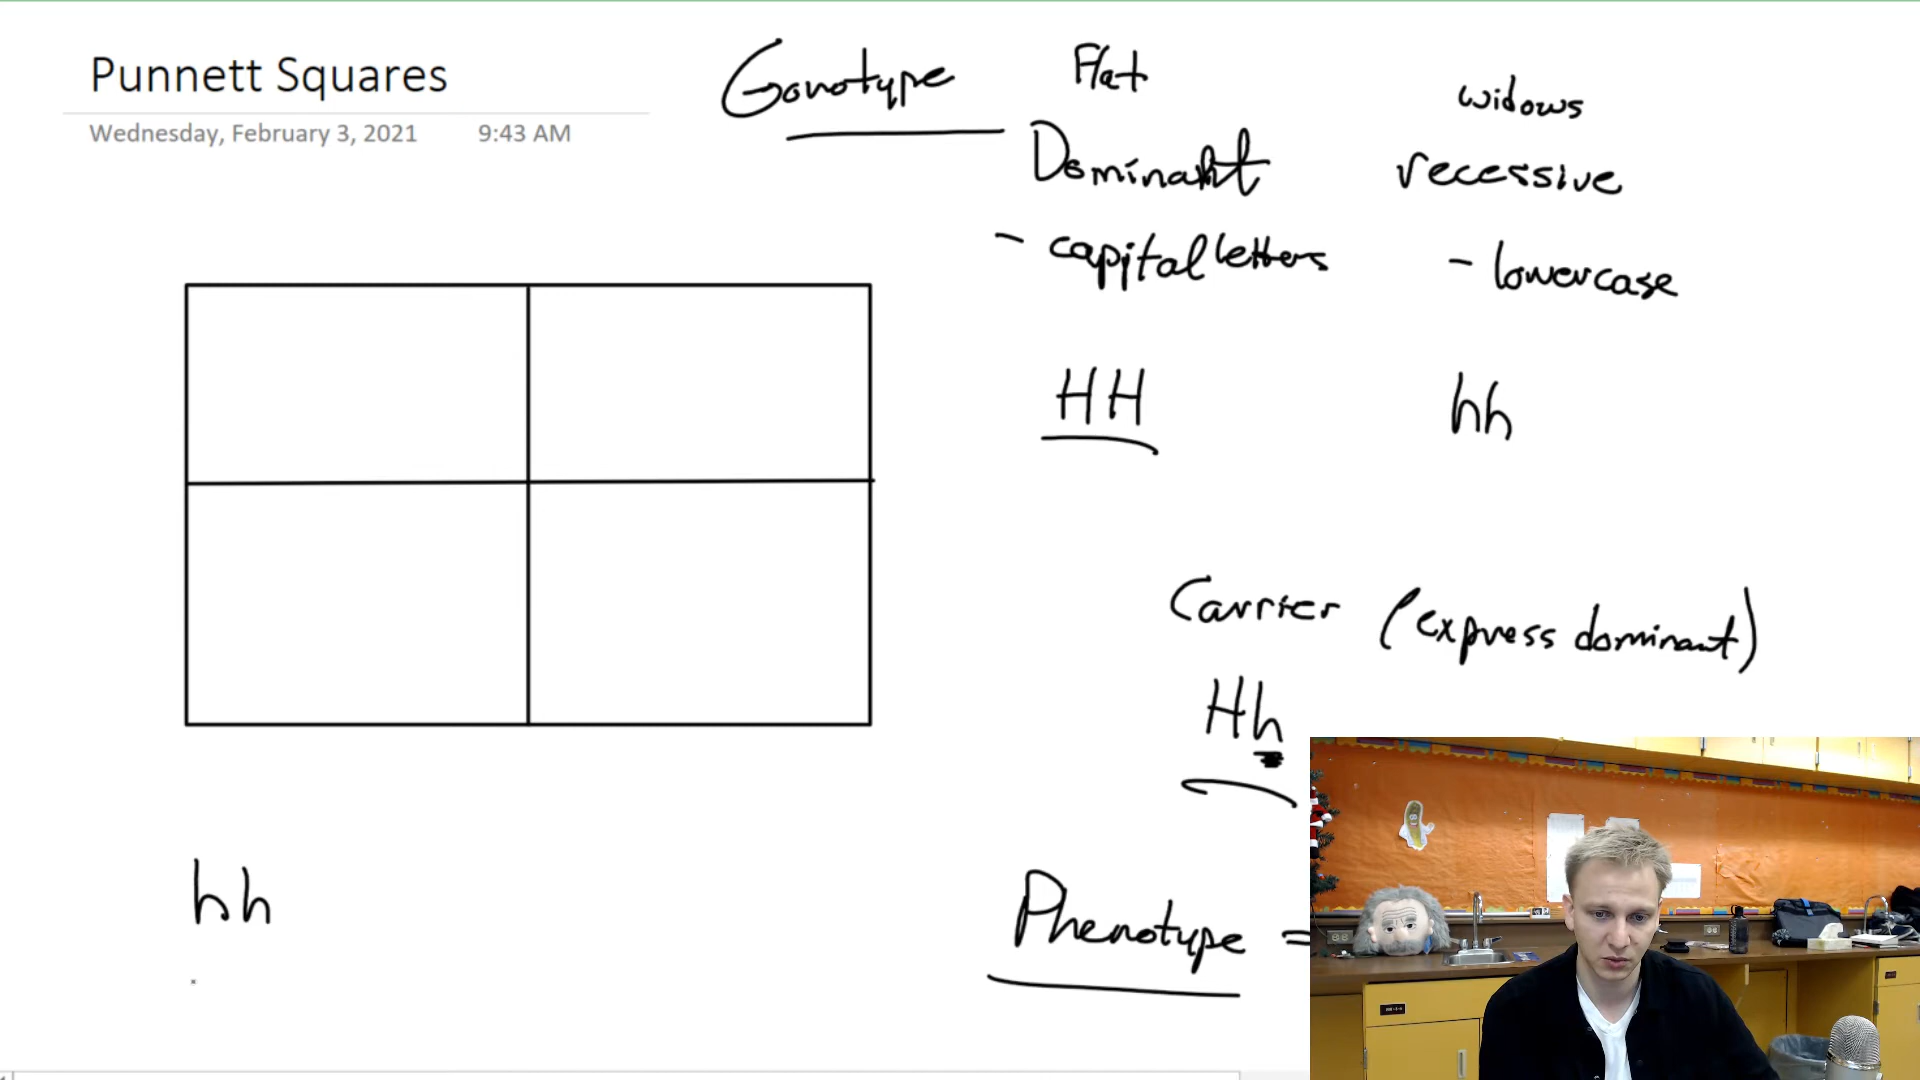 Punnett Squares
Wednesday, February 3, 2021 9:43 AM
Gonotype
Flat
widows
Dominant
recessive
- capital letters
- lowercase
HH
hh
Carrier (express dominant)
Hh
hh
Phenotype =